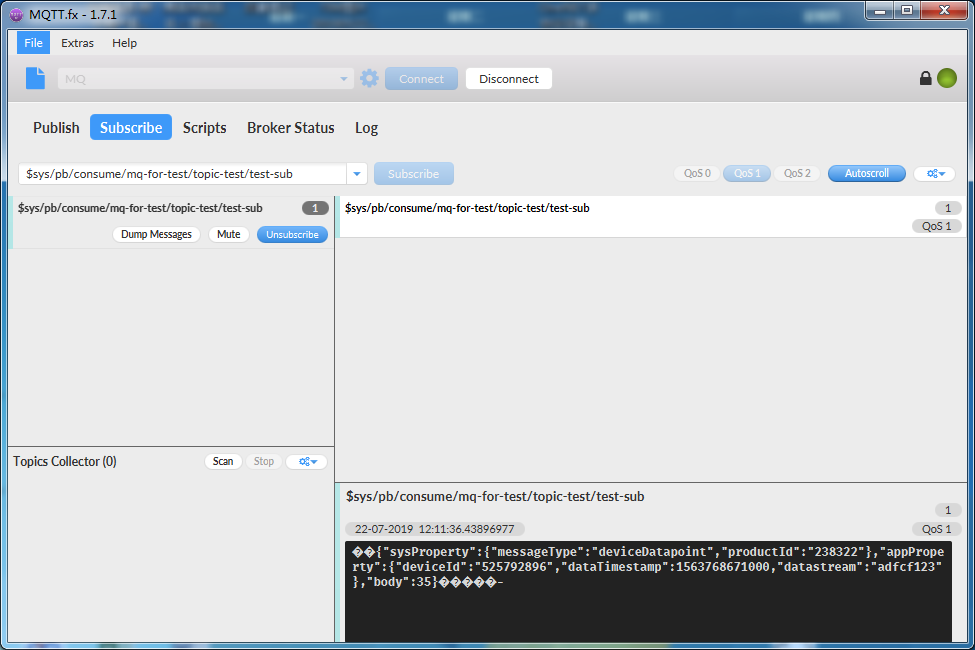 MQTT.fx - 1.7.1
File Extras Help
MQ Connect Disconnect
Publish Subscribe Scripts Broker Status Log
$sys/pb/consume/mq-for-test/topic-test/test-sub Subscribe QoS 0 QoS 1 QoS 2 Autoscroll
$sys/pb/consume/mq-for-test/topic-test/test-sub 1
Dump Messages Mute Unsubscribe
$sys/pb/consume/mq-for-test/topic-test/test-sub 1
QoS 1
Topics Collector (0) Scan Stop
$sys/pb/consume/mq-for-test/topic-test/test-sub
1
22-07-2019 12:11:36.43896977 QoS 1
��{"sysProperty":{"messageType":"deviceDatapoint","productId":"238322"},"appPrope
rty":{"deviceId":"525792896","dataTimestamp":1563768671000,"datastream":"adfcf123"
},"body":35}�����-